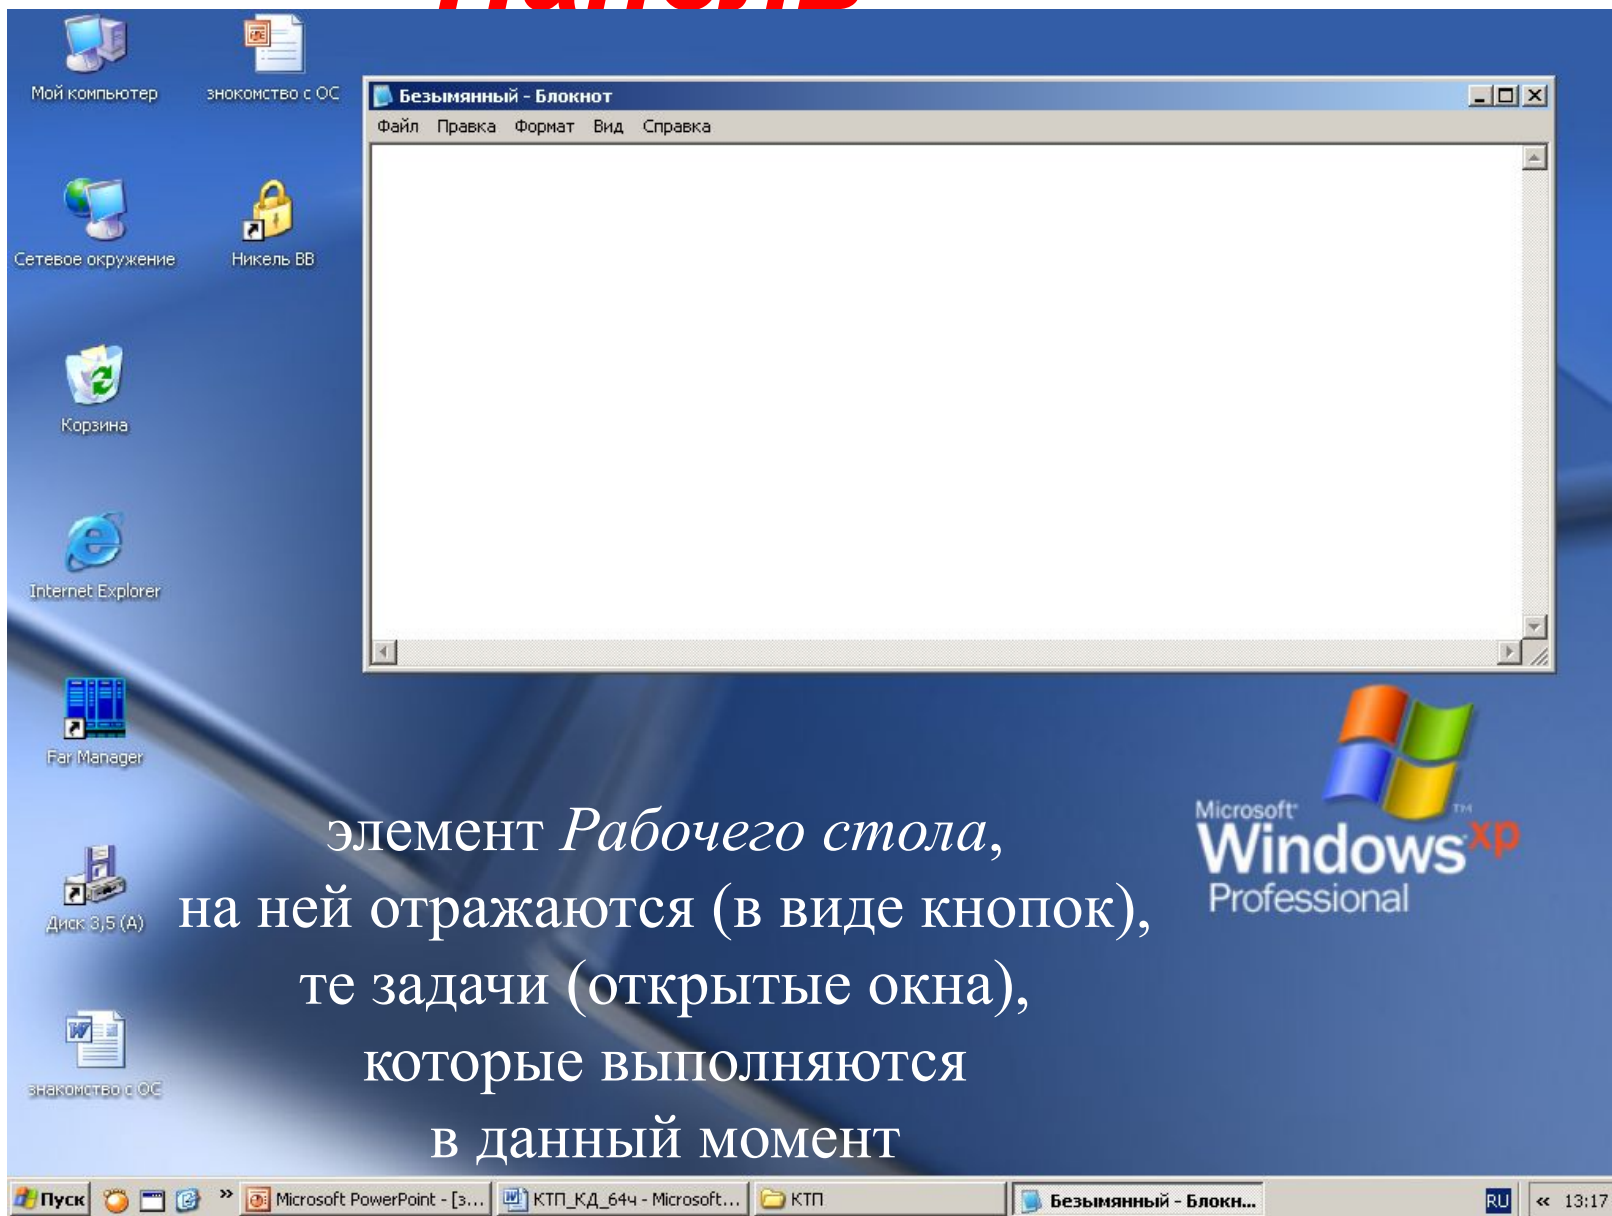 Панель
Мой компьютер
знокомство с ОС
Безымянный - Блокнот
Файл Правка Формат Вид Справка
Сетевое окружение
Никель ВВ
Корзина
Internet Explorer
Far Manager
Диск 3,5 (A)
знакомство с ОС
Microsoft
Windows xp
TM
Professional
элемент Рабочего стола,
на ней отражаются (в виде кнопок),
те задачи (открытые окна),
которые выполняются
в данный момент
Пуск » Microsoft PowerPoint - [з... КТП_КД_64ч - Microsoft... КТП Безымянный - Блокн... RU « 13:17